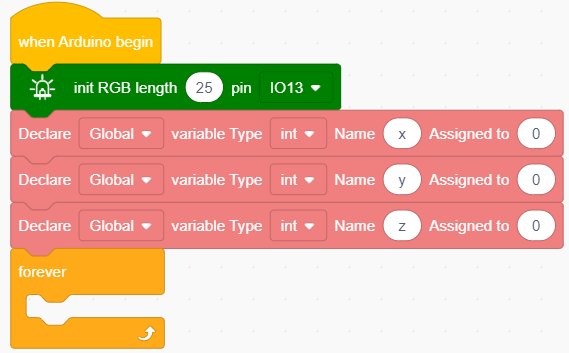 when Arduino begin
init RGB length 25 pin IO13
Declare Global variable Type int Name x Assigned to 0
Declare Global variable Type int Name y Assigned to 0
Declare Global variable Type int Name z Assigned to 0
forever